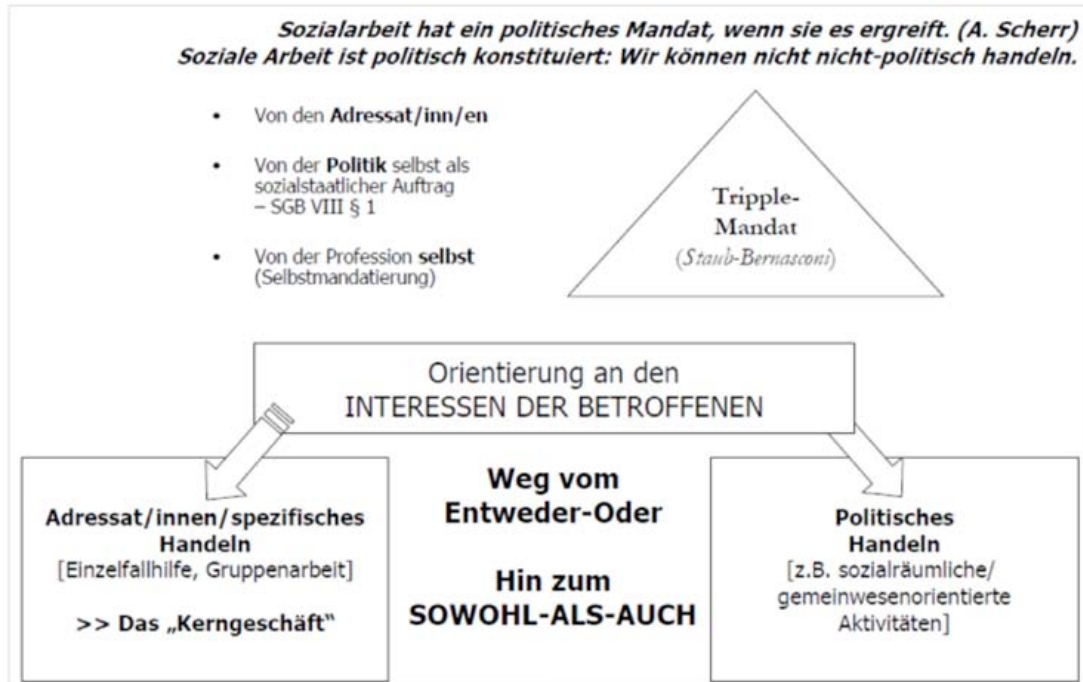 Sozialarbeit hat ein politisches Mandat, wenn sie es ergreift. (A. Scherr)
Soziale Arbeit ist politisch konstituiert: Wir können nicht nicht-politisch handeln.
• Von den Adressat/inn/en
• Von der Politik selbst als
sozialstaatlicher Auftrag
– SGB VIII § 1
• Von der Profession selbst
(Selbstmandatierung)
Tripple-
Mandat
(Staub-Bernasconi)
Orientierung an den
INTERESSEN DER BETROFFENEN
Adressat/innen/spezifisches
Handeln
[Einzelfallhilfe, Gruppenarbeit]
>> Das „Kerngeschäft“
Weg vom
Entweder-Oder
Hin zum
SOWOHL-ALS-AUCH
Politisches
Handeln
[z.B. sozialräumliche/
gemeinwesenorientierte
Aktivitäten]